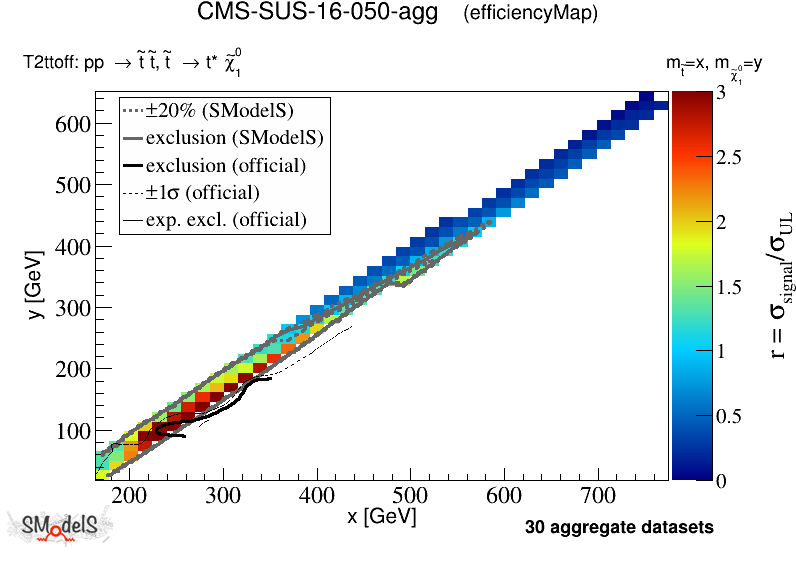 CMS-SUS-16-050-agg (efficiencyMap)
T2ttoff: pp → t̃ t̃, t̃ → t* χ̃₁⁰
m_t̃=x, m_χ̃₁⁰=y
±20% (SModelS)
exclusion (SModelS)
exclusion (official)
±1σ (official)
exp. excl. (official)
600
500
400
300
200
100
y [GeV]
200 300 400 500 600 700
x [GeV]
3
2.5
2
1.5
1
0.5
0
r = σ_signal/σ_UL
SModelS
30 aggregate datasets